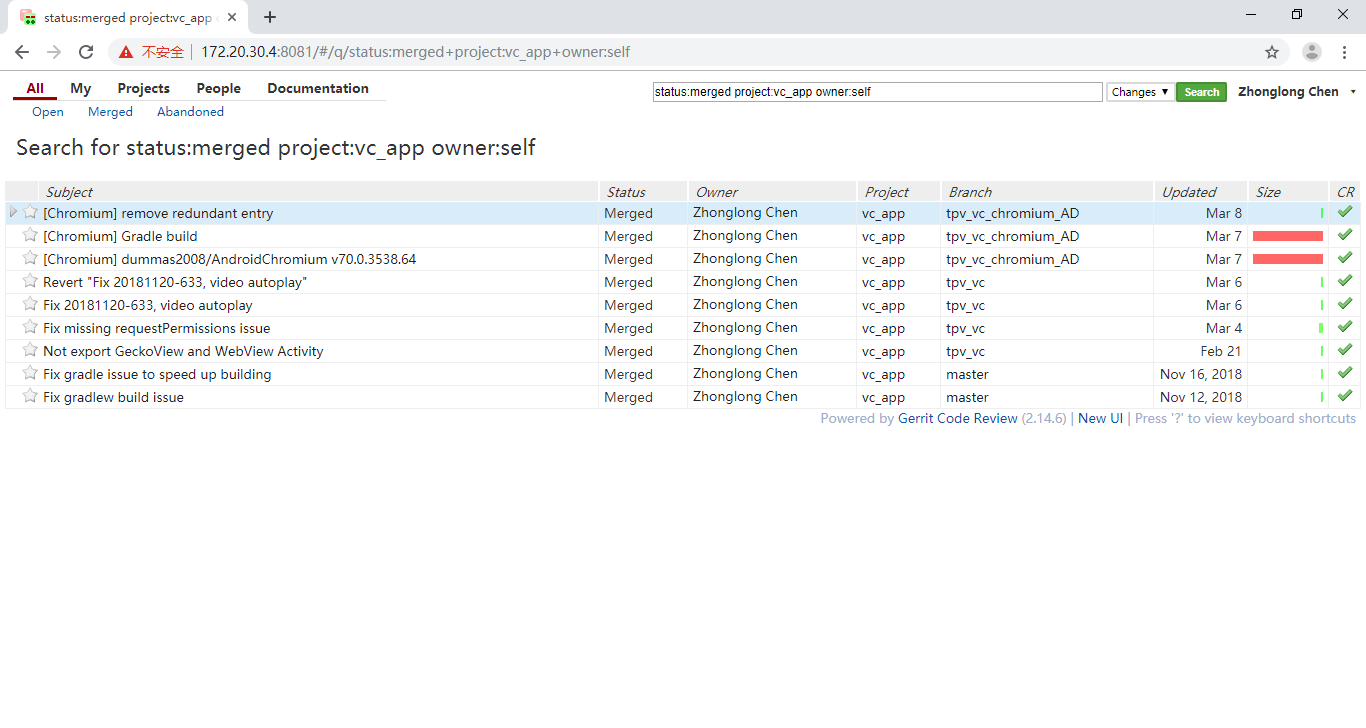 status:merged project:vc_app
不安全 172.20.30.4:8081/#/q/status:merged+project:vc_app+owner:self
All My Projects People Documentation
Open Merged Abandoned
status:merged project:vc_app owner:self Changes Search Zhonglong Chen
Search for status:merged project:vc_app owner:self
Subject Status Owner Project Branch Updated Size CR
[Chromium] remove redundant entry Merged Zhonglong Chen vc_app tpv_vc_chromium_AD Mar 8
[Chromium] Gradle build Merged Zhonglong Chen vc_app tpv_vc_chromium_AD Mar 7
[Chromium] dummas2008/AndroidChromium v70.0.3538.64 Merged Zhonglong Chen vc_app tpv_vc_chromium_AD Mar 7
Revert "Fix 20181120-633, video autoplay" Merged Zhonglong Chen vc_app tpv_vc Mar 6
Fix 20181120-633, video autoplay Merged Zhonglong Chen vc_app tpv_vc Mar 6
Fix missing requestPermissions issue Merged Zhonglong Chen vc_app tpv_vc Mar 4
Not export GeckoView and WebView Activity Merged Zhonglong Chen vc_app tpv_vc Feb 21
Fix gradle issue to speed up building Merged Zhonglong Chen vc_app master Nov 16, 2018
Fix gradlew build issue Merged Zhonglong Chen vc_app master Nov 12, 2018
Powered by Gerrit Code Review (2.14.6) | New UI | Press '?' to view keyboard shortcuts